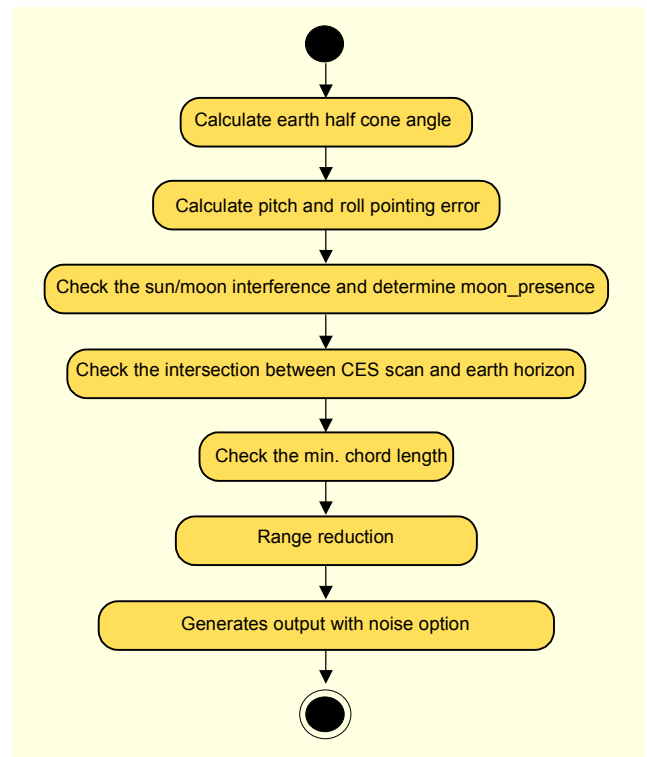 Calculate earth half cone angle
Calculate pitch and roll pointing error
Check the sun/moon interference and determine moon_presence
Check the intersection between CES scan and earth horizon
Check the min. chord length
Range reduction
Generates output with noise option